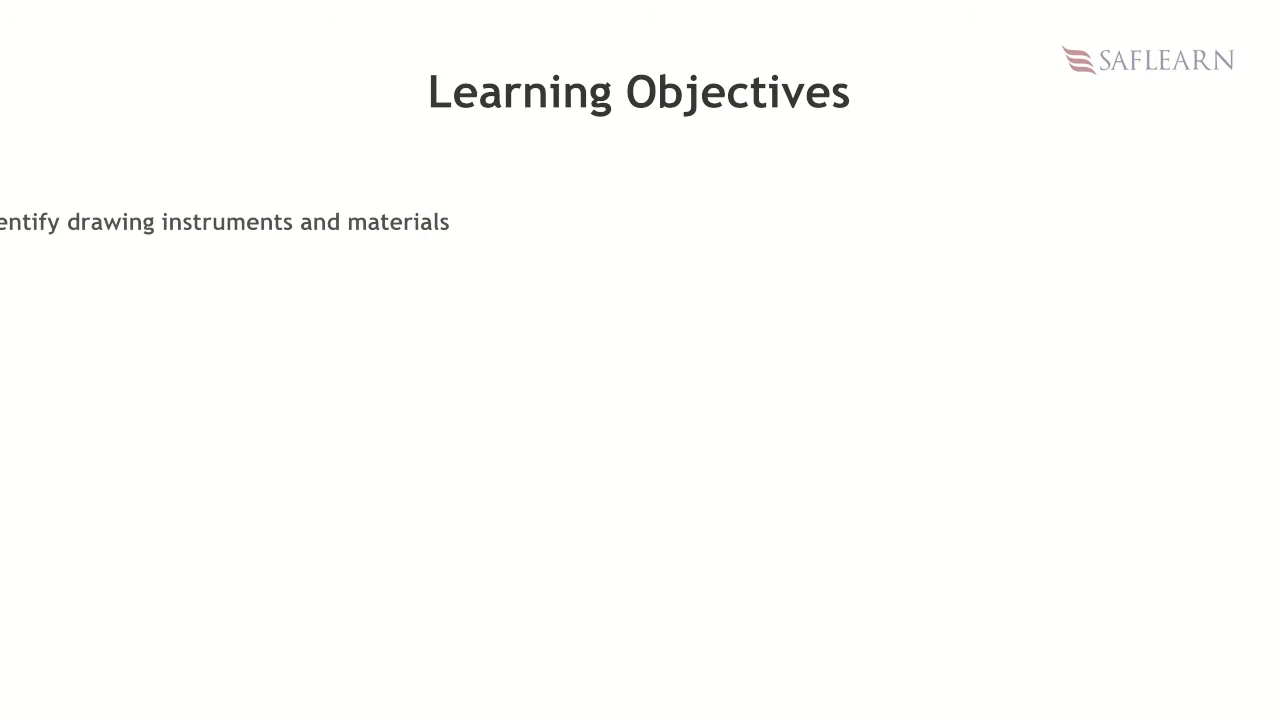 SAFLEARN
Learning Objectives
entify drawing instruments and materials